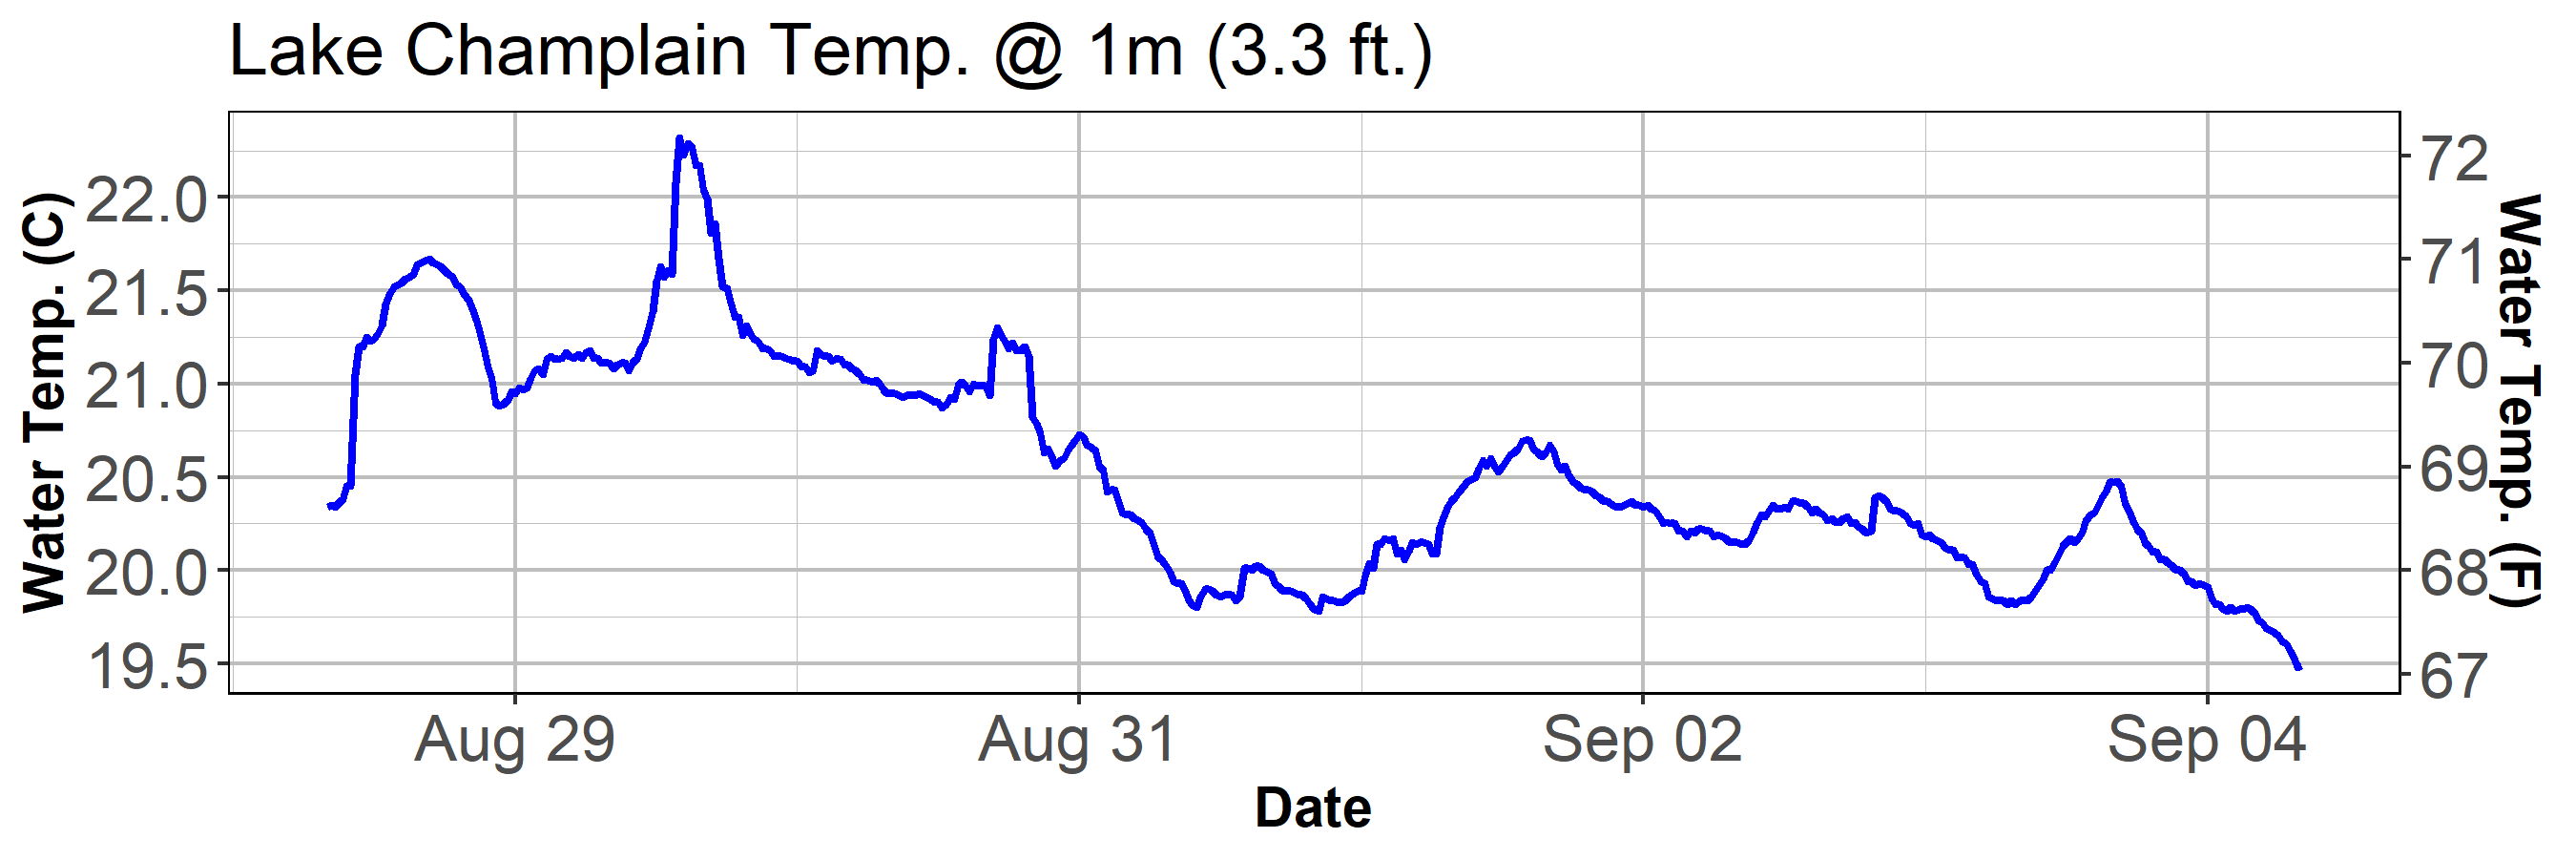 Lake Champlain Temp. @ 1m (3.3 ft.)
Water Temp. (C)
22.0
21.5
21.0
20.5
20.0
19.5
72
71
70
69
68
67
Water Temp. (F)
Aug 29
Aug 31
Sep 02
Sep 04
Date